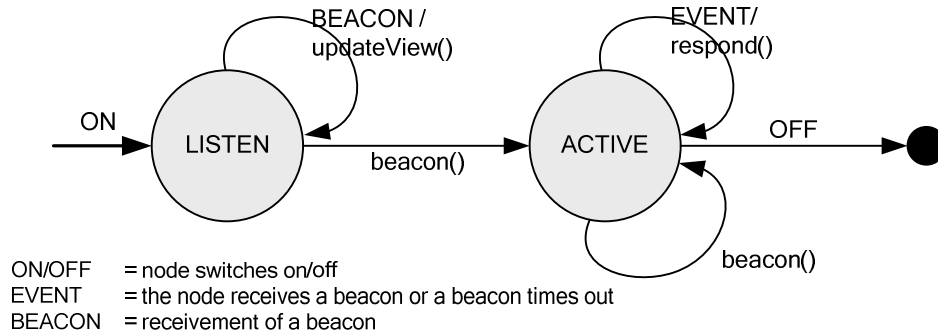 BEACON /
updateView()
EVENT/
respond()
ON
LISTEN
beacon()
ACTIVE
OFF
beacon()
ON/OFF = node switches on/off
EVENT = the node receives a beacon or a beacon times out
BEACON = receivement of a beacon